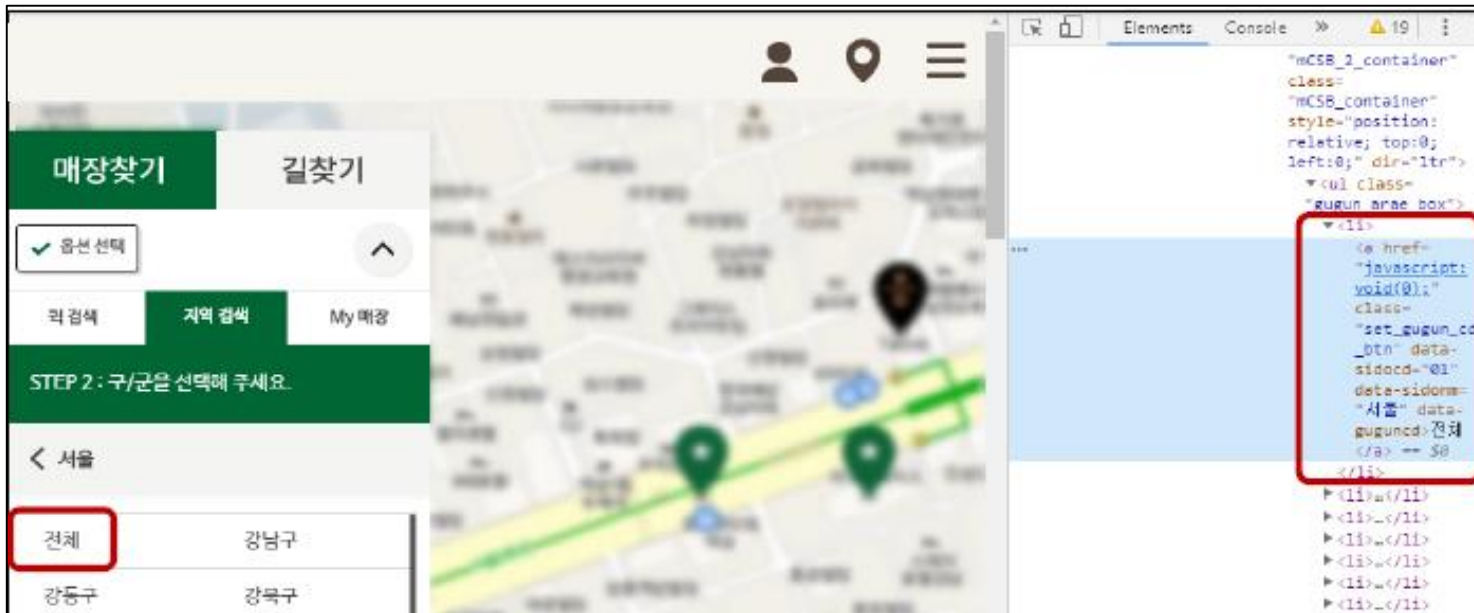 매장찾기
길찾기
옵션 선택
퀵 검색
지역 검색
My 매장
STEP 2 : 구/군을 선택해 주세요.
서울
전체
강남구
강동구
강북구
Elements Console » 19
"mCSB_2_container"
class=
"mCSB_container"
style="position:
relative; top:0;
left:0;" dir="ltr">
▼<ul class=
"gugun_arae_box">
▼<li>
<a href=
"javascript:
void(0);"
class=
"set_gugun_cd
_btn" data-
sidocd="01"
data-sidonm=
"서울" data-
guguncd>전체
</a> == $0
</li>
▶<li>…</li>
▶<li>…</li>
▶<li>…</li>
▶<li>…</li>
▶<li>…</li>
▶<li>…</li>